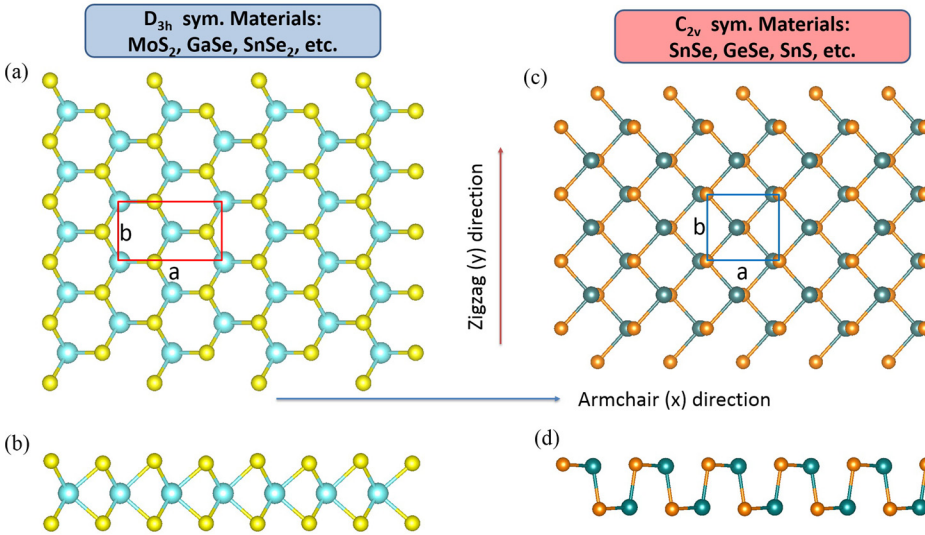 D3h sym. Materials:
MoS2, GaSe, SnSe2, etc.
C2v sym. Materials:
SnSe, GeSe, SnS, etc.
(a)
(c)
b
a
b
a
Zigzag (y) direction
Armchair (x) direction
(b)
(d)